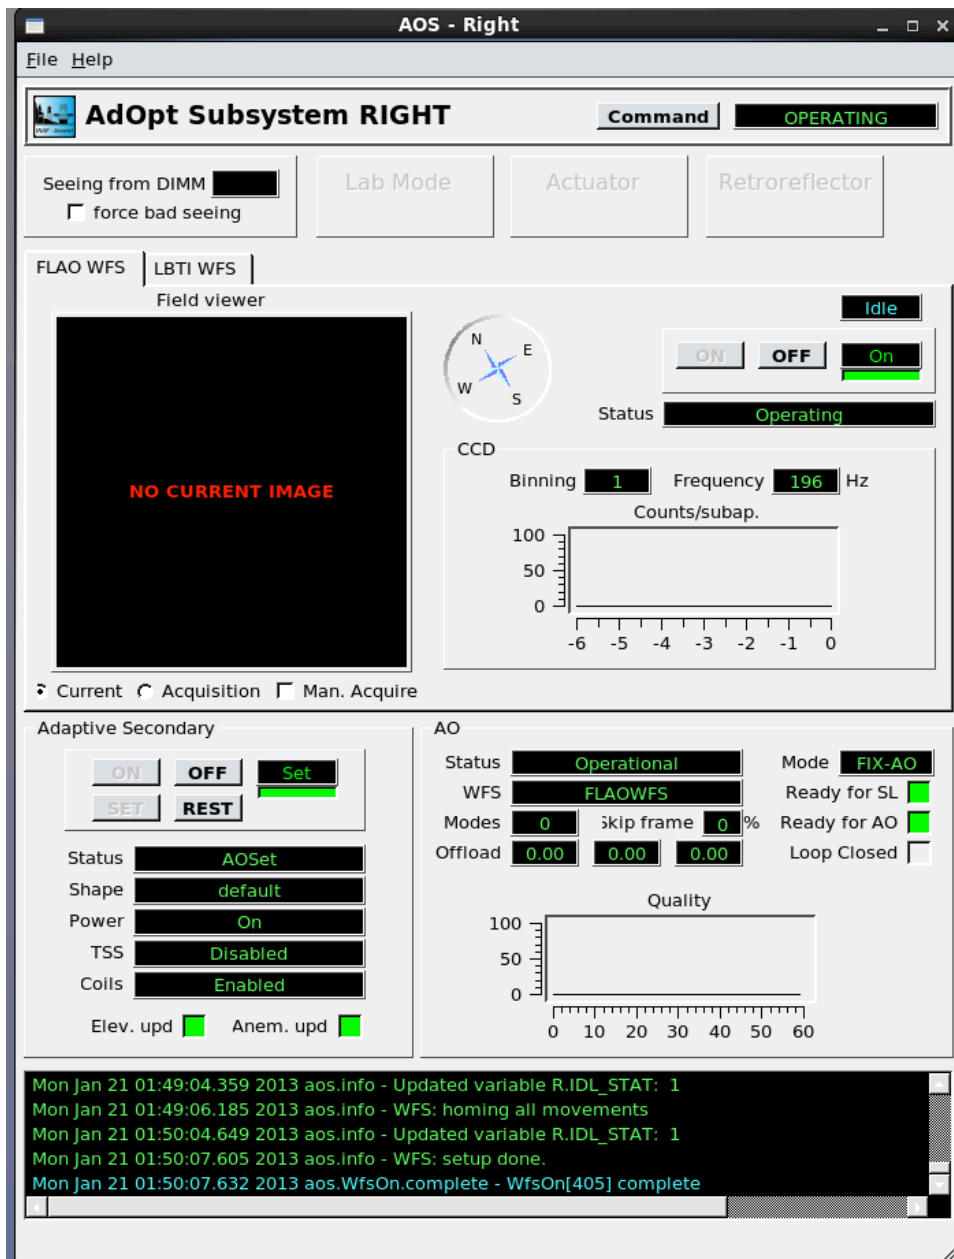 AOS - Right
File Help
AdOpt Subsystem RIGHT Command OPERATING
Seeing from DIMM
force bad seeing
Lab Mode
Actuator
Retroreflector
FLAO WFS LBTI WFS
Field viewer
NO CURRENT IMAGE
Current Acquisition Man. Acquire
N
E
W
S
Idle
ON OFF On
Status Operating
CCD
Binning 1 Frequency 196 Hz
Counts/subap.
100
50
0
-6 -5 -4 -3 -2 -1 0
Adaptive Secondary
ON OFF Set
SET REST
Status AOSet
Shape default
Power On
TSS Disabled
Coils Enabled
Elev. upd Anem. upd
AO
Status Operational Mode FIX-AO
WFS FLAOWFS Ready for SL
Modes 0 Skip frame 0 % Ready for AO
Offload 0.00 0.00 0.00 Loop Closed
Quality
100
50
0
0 10 20 30 40 50 60
Mon Jan 21 01:49:04.359 2013 aos.info - Updated variable R.IDL_STAT: 1
Mon Jan 21 01:49:06.185 2013 aos.info - WFS: homing all movements
Mon Jan 21 01:50:04.649 2013 aos.info - Updated variable R.IDL_STAT: 1
Mon Jan 21 01:50:07.605 2013 aos.info - WFS: setup done.
Mon Jan 21 01:50:07.632 2013 aos.WfsOn.complete - WfsOn[405] complete